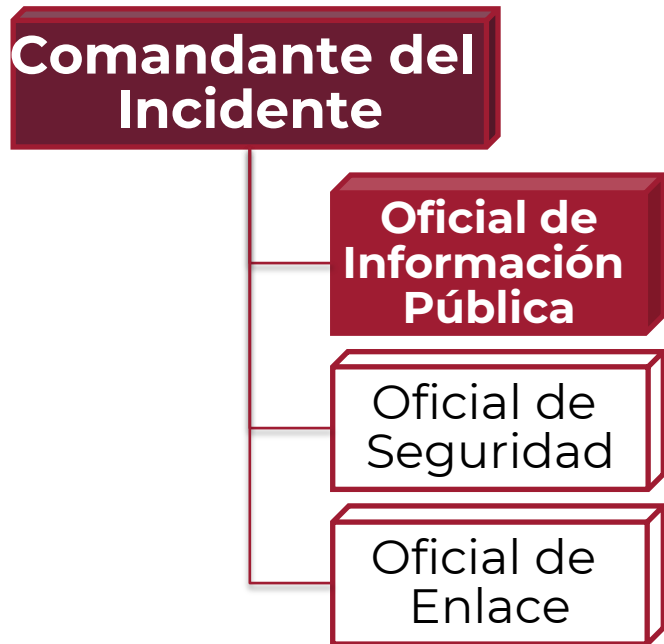 Comandante del
Incidente
Oficial de
Información
Pública
Oficial de
Seguridad
Oficial de
Enlace